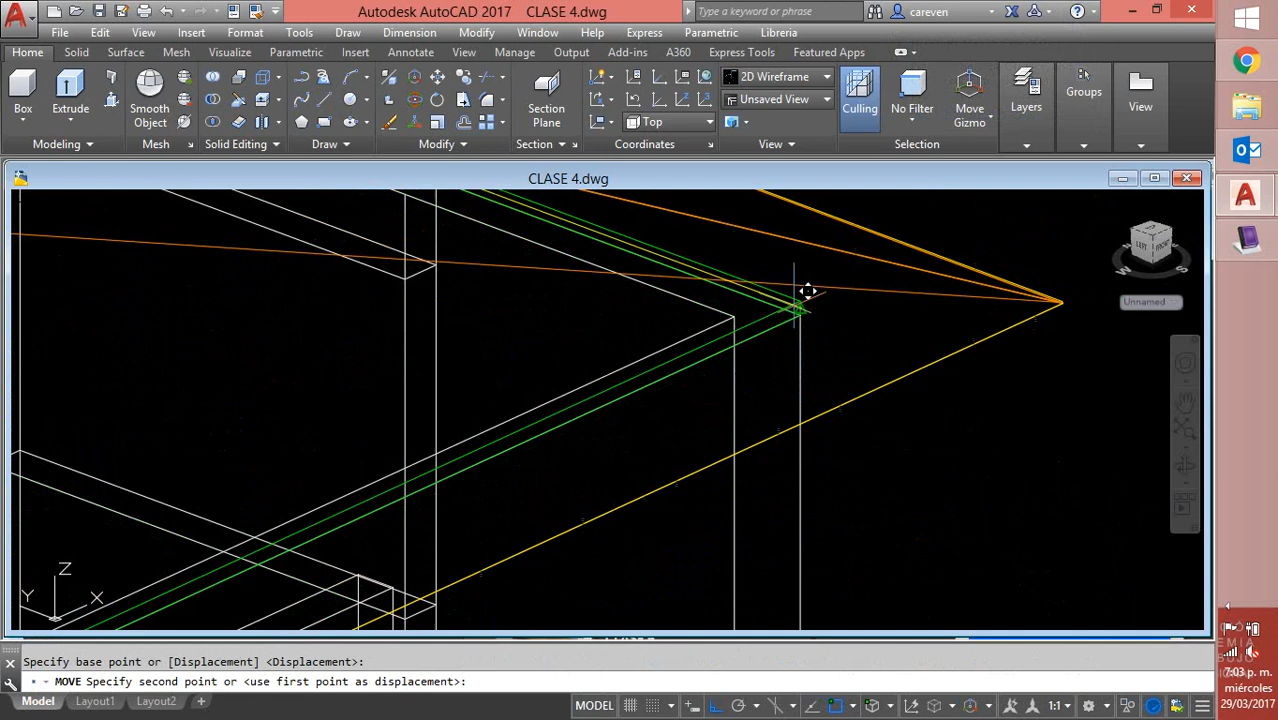 Autodesk AutoCAD 2017 CLASE 4.dwg
Type a keyword or phrase
careven
File Edit View Insert Format Tools Draw Dimension Modify Window Help Express Parametric Libreria
Home Solid Surface Mesh Visualize Parametric Insert Annotate View Manage Output Add-ins A360 Express Tools Featured Apps
2D Wireframe
Unsaved View
Top
Box Extrude Smooth Object Section Plane Culling No Filter Move Gizmo Layers Groups View
Modeling Mesh Solid Editing Draw Modify Section Coordinates View Selection
CLASE 4.dwg
LEFT FRONT
W S
Unnamed
Z
Y X
Specify base point or [Displacement] <Displacement>:
MOVE Specify second point or <use first point as displacement>:
Model Layout1 Layout2 +
MODEL 1:1
7:03 p. m.
miércoles
29/03/2017